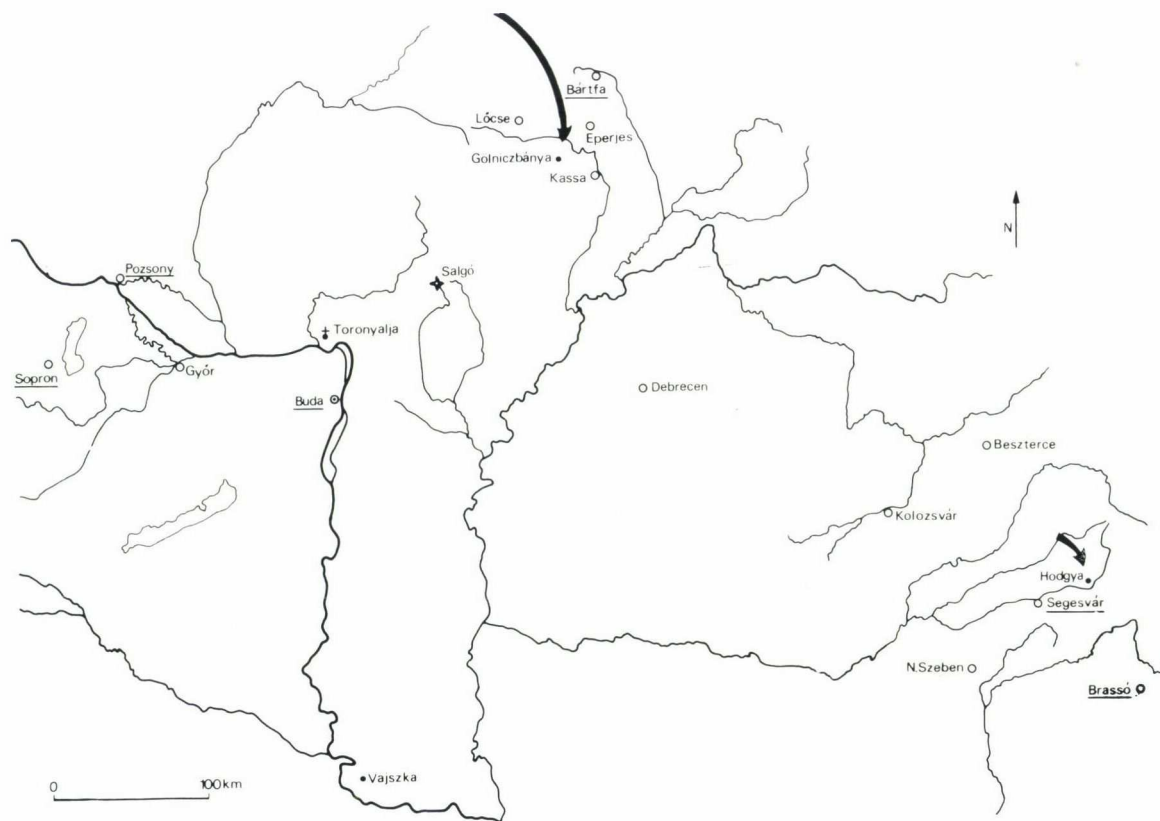 Bártfa
Lőcse
Eperjes
Golniczbánya
Kassa
N
Pozsony
Salgó
Toronyalja
Sopron
Győr
Buda
Debrecen
Beszterce
Kolozsvár
Hodgya
Segesvár
N.Szeben
Brassó
Vajszka
0 100km